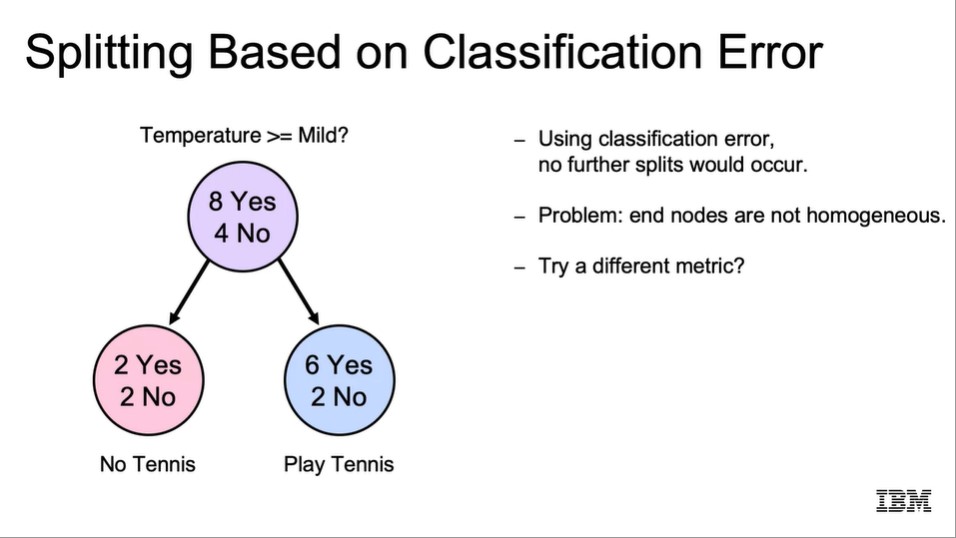 Splitting Based on Classification Error
Temperature >= Mild?
8 Yes
4 No
2 Yes
2 No
6 Yes
2 No
No Tennis
Play Tennis
– Using classification error,
no further splits would occur.
– Problem: end nodes are not homogeneous.
– Try a different metric?
IBM